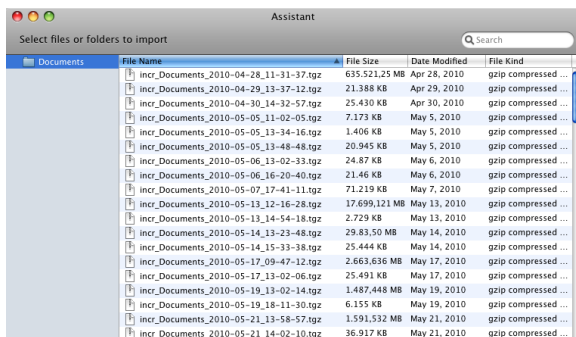 Assistant
Select files or folders to import
Search
Documents
File Name File Size Date Modified File Kind
incr_Documents_2010-04-28_11-31-37.tgz 635.521,25 MB Apr 28, 2010 gzip compressed ...
incr_Documents_2010-04-29_13-37-12.tgz 21.388 KB Apr 29, 2010 gzip compressed ...
incr_Documents_2010-04-30_14-32-57.tgz 25.430 KB Apr 30, 2010 gzip compressed ...
incr_Documents_2010-05-05_11-02-05.tgz 7.173 KB May 5, 2010 gzip compressed ...
incr_Documents_2010-05-05_13-34-16.tgz 1.406 KB May 5, 2010 gzip compressed ...
incr_Documents_2010-05-05_13-48-48.tgz 20.945 KB May 5, 2010 gzip compressed ...
incr_Documents_2010-05-06_13-02-33.tgz 24.87 KB May 6, 2010 gzip compressed ...
incr_Documents_2010-05-06_16-20-40.tgz 21.46 KB May 6, 2010 gzip compressed ...
incr_Documents_2010-05-07_17-41-11.tgz 71.219 KB May 7, 2010 gzip compressed ...
incr_Documents_2010-05-13_12-16-28.tgz 17.699,121 MB May 13, 2010 gzip compressed ...
incr_Documents_2010-05-13_14-54-18.tgz 2.729 KB May 13, 2010 gzip compressed ...
incr_Documents_2010-05-14_13-23-48.tgz 29.83,50 MB May 14, 2010 gzip compressed ...
incr_Documents_2010-05-14_15-33-38.tgz 25.444 KB May 14, 2010 gzip compressed ...
incr_Documents_2010-05-17_09-47-12.tgz 2.663,636 MB May 17, 2010 gzip compressed ...
incr_Documents_2010-05-17_13-02-06.tgz 25.491 KB May 17, 2010 gzip compressed ...
incr_Documents_2010-05-19_13-02-14.tgz 1.487,448 MB May 19, 2010 gzip compressed ...
incr_Documents_2010-05-19_18-11-30.tgz 6.155 KB May 19, 2010 gzip compressed ...
incr_Documents_2010-05-21_13-58-57.tgz 1.591,532 MB May 21, 2010 gzip compressed ...
incr_Documents_2010-05-21_14-02-10.tgz 36.917 KB May 21, 2010 gzip compressed ...